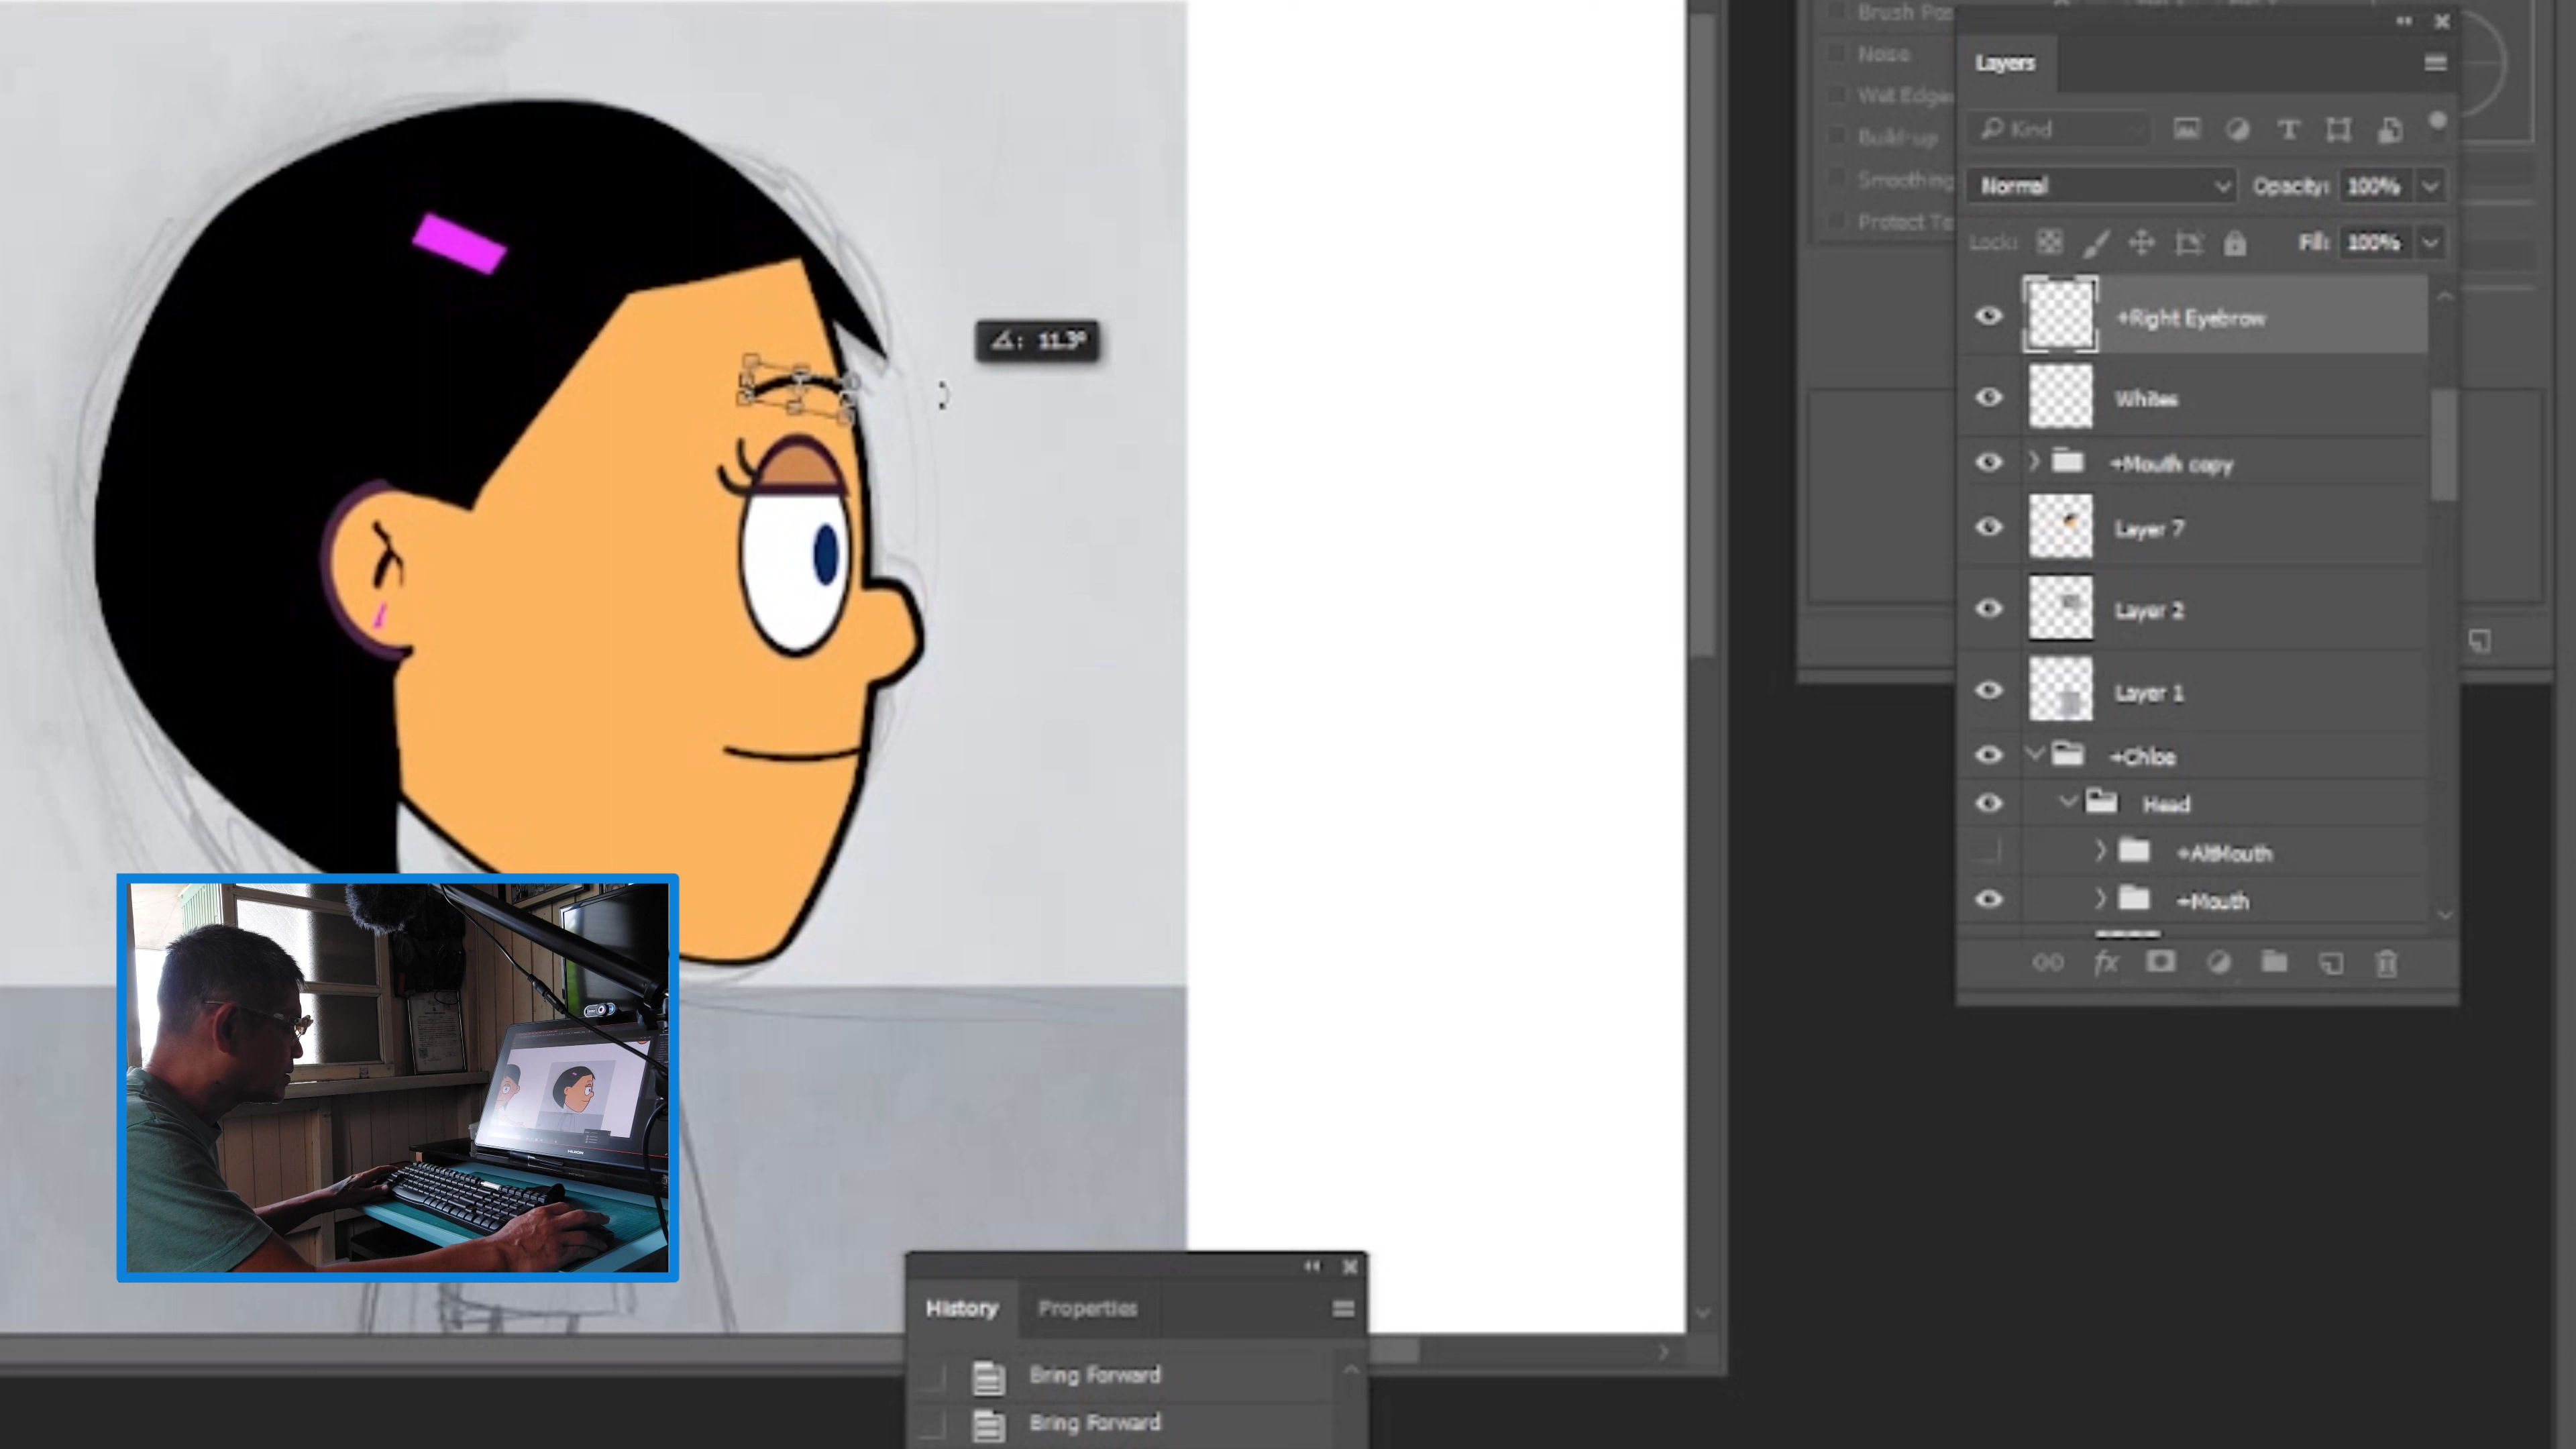 Brush Pos
Noise
Wet Edges
Build-up
Smoothing
Protect Te
Layers
Kind
Normal
Opacity: 100%
Lock:
Fill: 100%
+Right Eyebrow
Whites
+Mouth copy
Layer 7
Layer 2
Layer 1
+Chloe
Head
+AltMouth
+Mouth
fx
∡: 11.3°
HUION
History
Properties
Bring Forward
Bring Forward